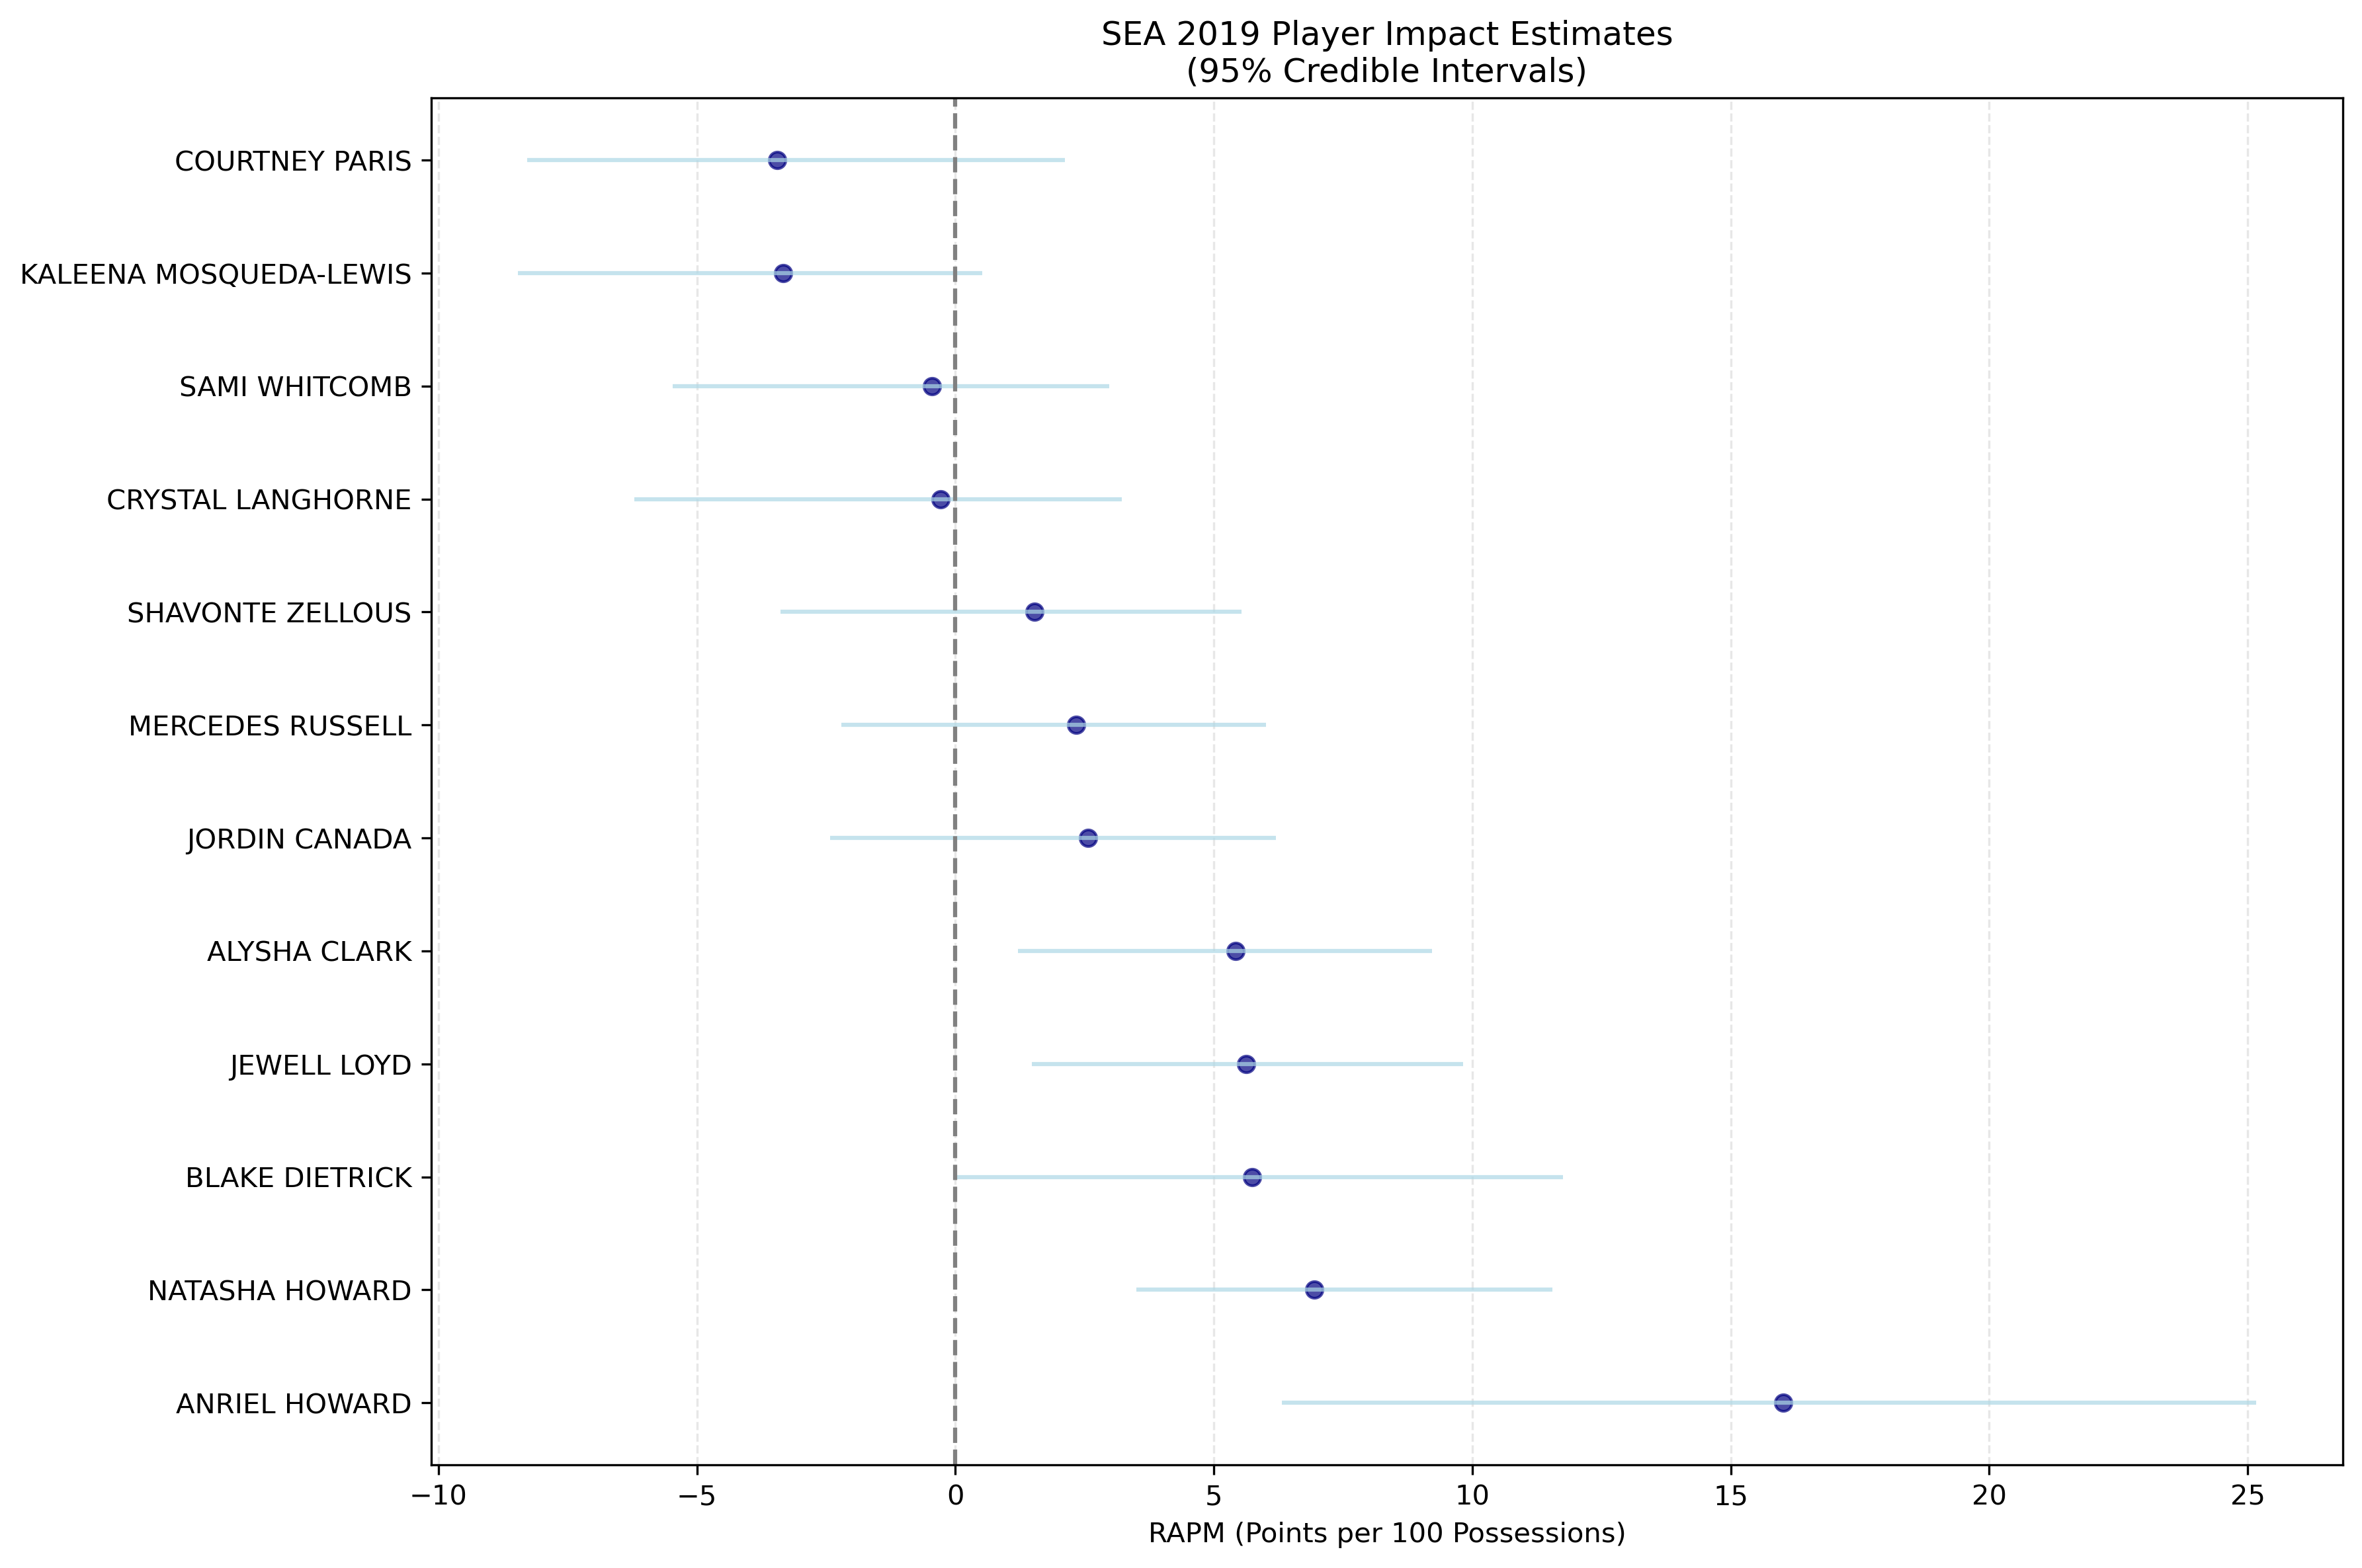 SEA 2019 Player Impact Estimates
(95% Credible Intervals)
COURTNEY PARIS
KALEENA MOSQUEDA-LEWIS
SAMI WHITCOMB
CRYSTAL LANGHORNE
SHAVONTE ZELLOUS
MERCEDES RUSSELL
JORDIN CANADA
ALYSHA CLARK
JEWELL LOYD
BLAKE DIETRICK
NATASHA HOWARD
ANRIEL HOWARD
−10 −5 0 5 10 15 20 25
RAPM (Points per 100 Possessions)